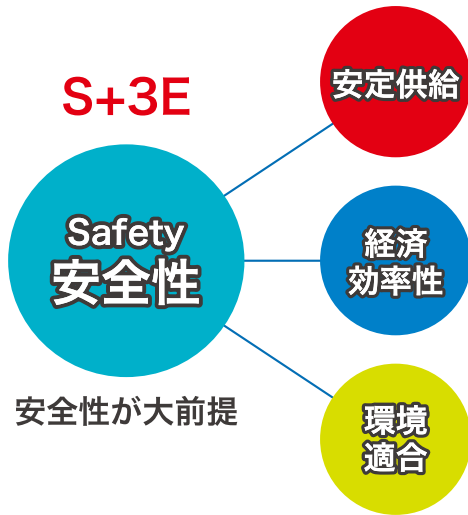 S+3E
Safety
安全性
安全性が大前提
安定供給
経済
効率性
環境
適合